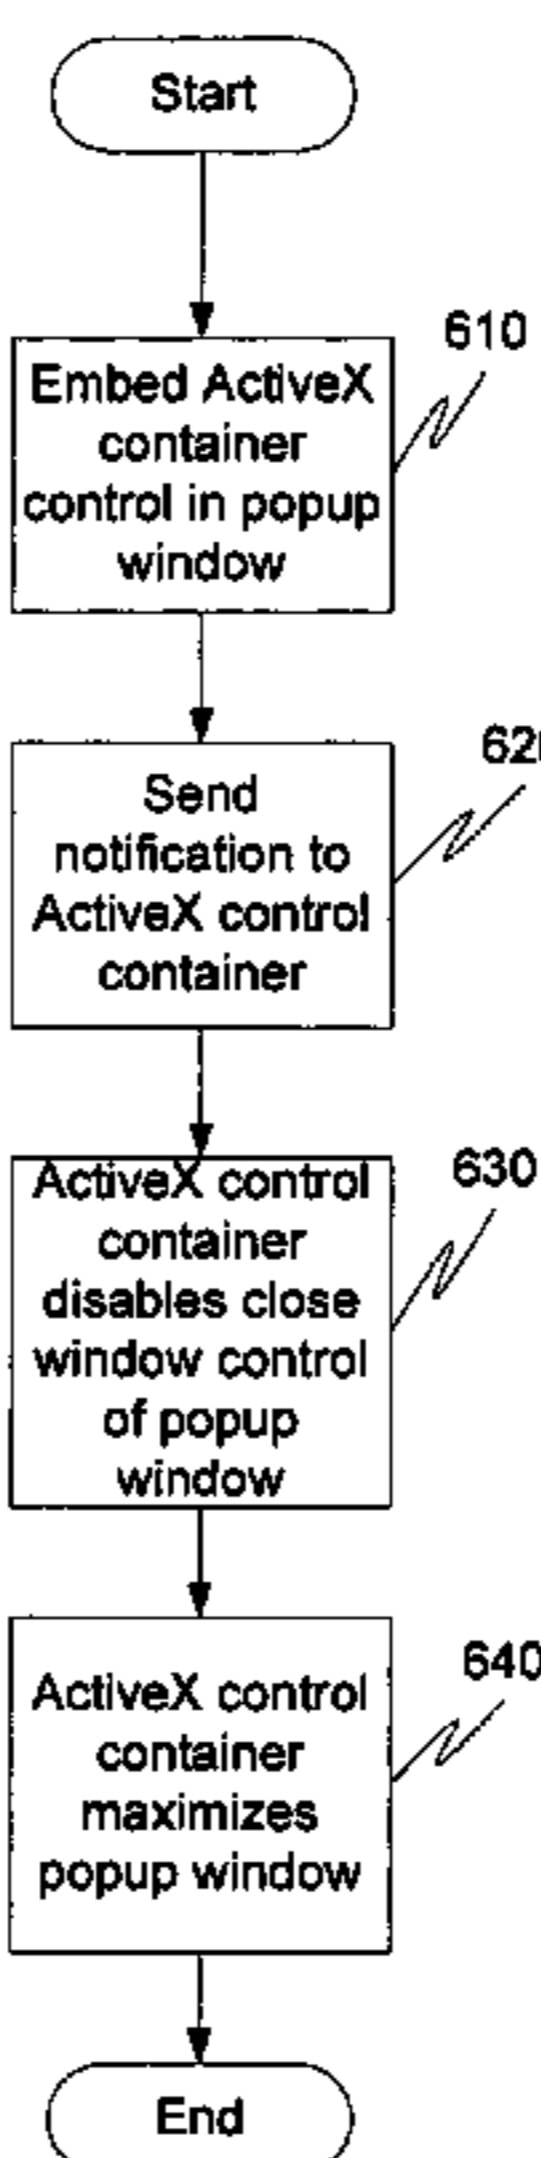 Start
610
Embed ActiveX
container
control in popup
window
Send
notification to
ActiveX control
container
630
ActiveX control
container
disables close
window control
of popup
window
640
ActiveX control
container
maximizes
popup window
End